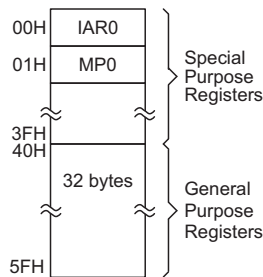 00H IAR0
01H MP0
Special
Purpose
Registers
3FH
40H
32 bytes
General
Purpose
Registers
5FH